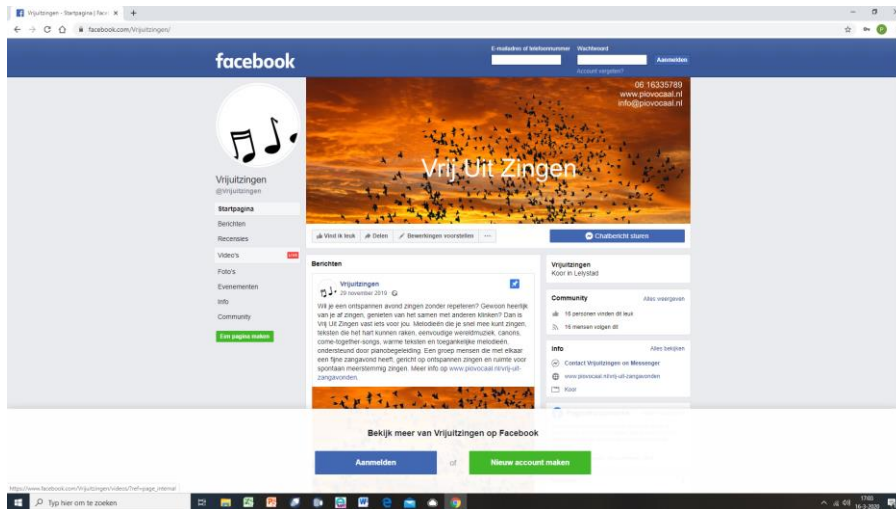 Vrijuitzingen - Startpagina | Face
facebook.com/Vrijuitzingen/
facebook
E-mailadres of telefoonnummer
Wachtwoord
Aanmelden
Account vergeten?
06 16335789
www.piovocaal.nl
info@piovocaal.nl
Vrij Uit Zingen
Vrijuitzingen
@Vrijuitzingen
Startpagina
Berichten
Recensies
Video's
LIVE
Foto's
Evenementen
Info
Community
Een pagina maken
Vind ik leuk
Delen
Bewerkingen voorstellen
Chatbericht sturen
Berichten
Vrijuitzingen
29 november 2019
Wil je een ontspannen avond zingen zonder repeteren? Gewoon heerlijk
van je af zingen, genieten van het samen met anderen klinken? Dan is
Vrij Uit Zingen vast iets voor jou. Melodieën die je snel mee kunt zingen,
teksten die het hart kunnen raken, eenvoudige wereldmuziek, canons,
come-together-songs, warme teksten en toegankelijke melodieën,
ondersteund door pianobegeleiding. Een groep mensen die met elkaar
een fijne zangavond heeft, gericht op ontspannen zingen en ruimte voor
spontaan meerstemmig zingen. Meer info op www.piovocaal.nl/vrij-uit-
zangavonden.
Vrijuitzingen
Koor in Lelystad
Community
Alles weergeven
16 personen vinden dit leuk
16 mensen volgen dit
Info
Alles bekijken
Contact Vrijuitzingen on Messenger
www.piovocaal.nl/vrij-uit-zangavonden
Koor
Bekijk meer van Vrijuitzingen op Facebook
Aanmelden
of
Nieuw account maken
https://www.facebook.com/Vrijuitzingen/videos/?ref=page_internal
Typ hier om te zoeken
17:03
16-3-2020